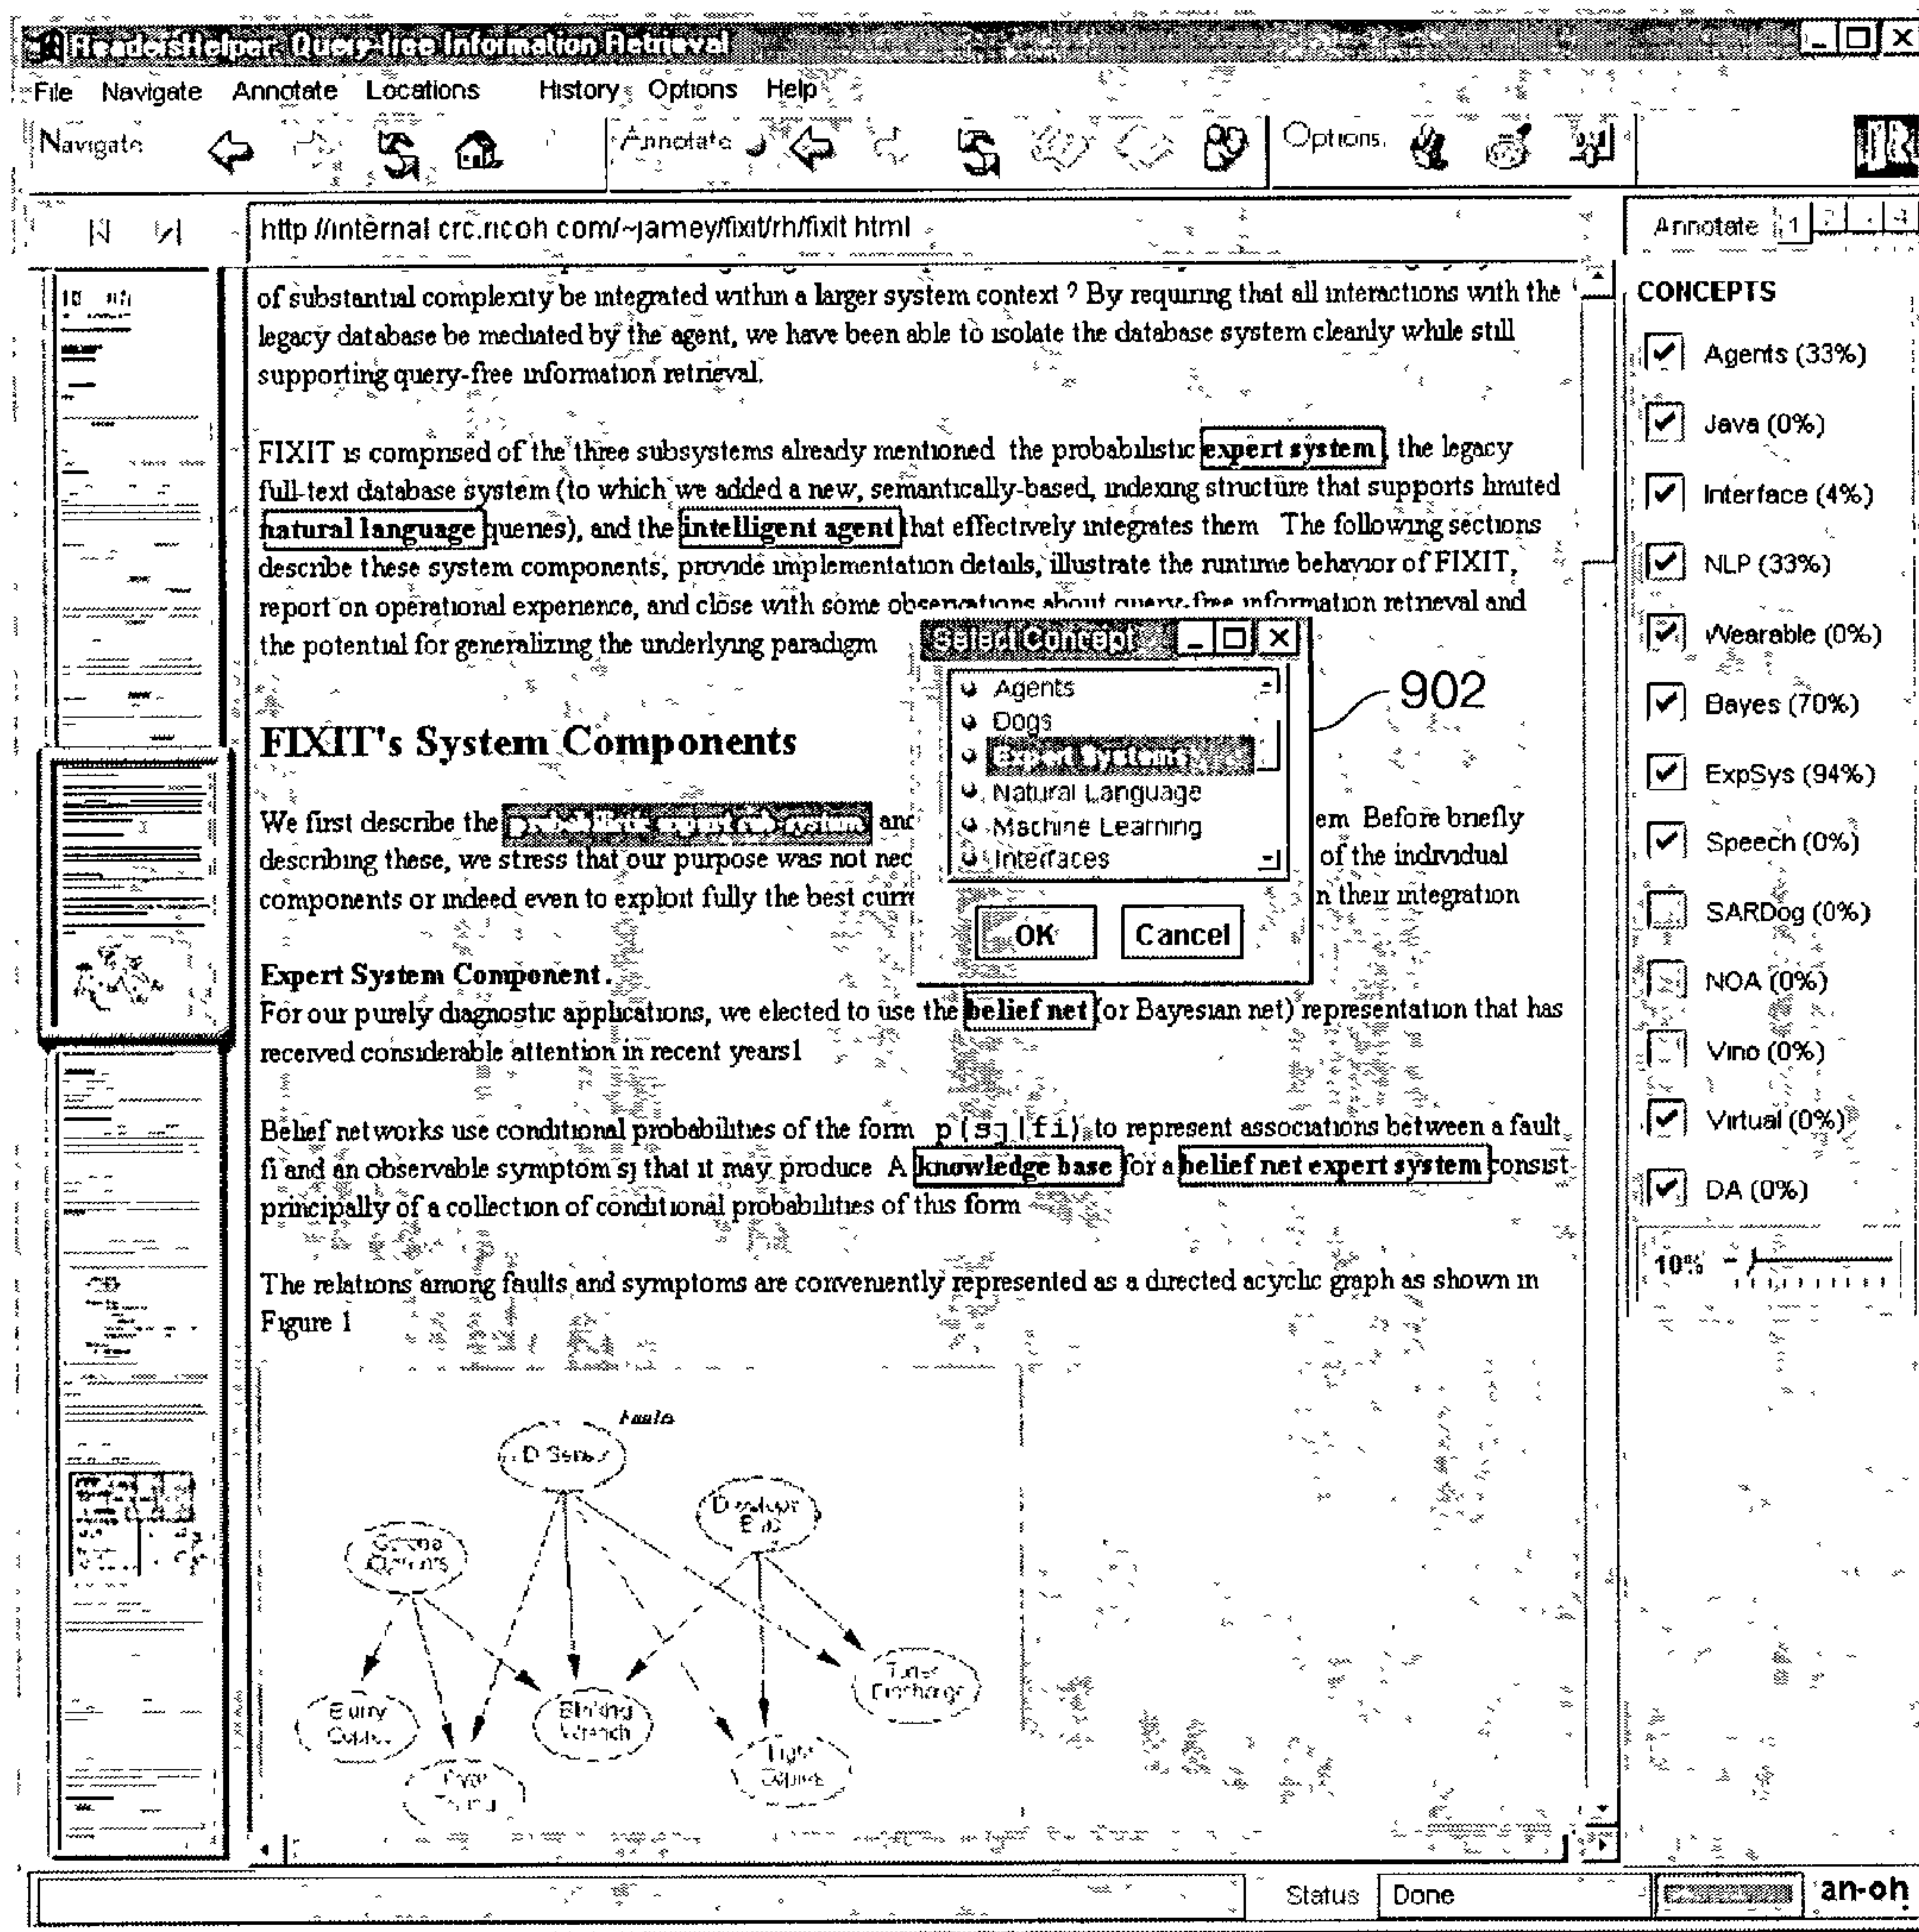 ReadersHelper: Query-free Information Retrieval
File Navigate Annotate Locations History Options Help
Navigate Annotate Options
http //internal crc.ricoh com/~jamey/fixit/rh/fixit html
Annotate 1
of substantial complexity be integrated within a larger system context ? By requiring that all interactions with the
legacy database be mediated by the agent, we have been able to isolate the database system cleanly while still
supporting query-free information retrieval.
FIXIT is comprised of the three subsystems already mentioned the probabilistic expert system, the legacy
full-text database system (to which we added a new, semantically-based, indexing structure that supports limited
natural language queries), and the intelligent agent that effectively integrates them The following sections
describe these system components, provide implementation details, illustrate the runtime behavior of FIXIT,
report on operational experience, and close with some observations about query-free information retrieval and
the potential for generalizing the underlying paradigm
FIXIT's System Components
We first describe the probabilistic expert sub-system and
em Before briefly
describing these, we stress that our purpose was not nec
of the individual
components or indeed even to exploit fully the best curr
n their integration
Select Concept
Agents
Dogs
Expert Systems
Natural Language
Machine Learning
Interfaces
OK Cancel
902
Expert System Component.
For our purely diagnostic applications, we elected to use the belief net (or Bayesian net) representation that has
received considerable attention in recent years1
Belief networks use conditional probabilities of the form p(sj|fi) to represent associations between a fault
fi and an observable symptom sj that it may produce A knowledge base for a belief net expert system consist
principally of a collection of conditional probabilities of this form
The relations among faults and symptoms are conveniently represented as a directed acyclic graph as shown in
Figure 1
Faults
Blinking
Light
CONCEPTS
Agents (33%)
Java (0%)
Interface (4%)
NLP (33%)
Wearable (0%)
Bayes (70%)
ExpSys (94%)
Speech (0%)
SARDog (0%)
NOA (0%)
Vino (0%)
Virtual (0%)
DA (0%)
10%
Status Done
an-oh